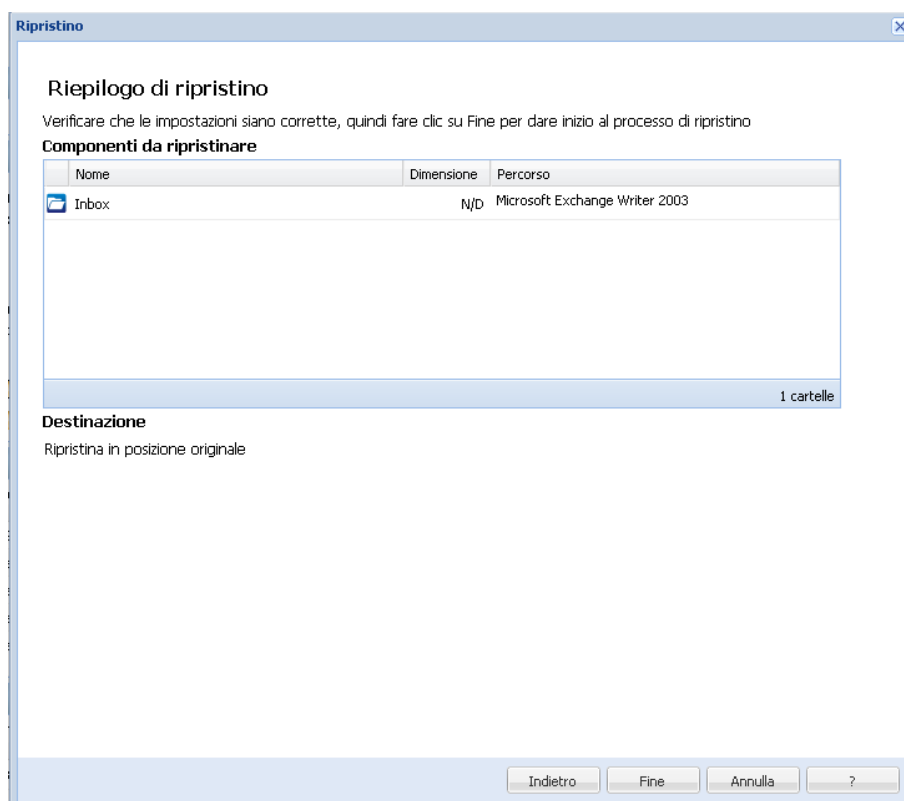 Ripristino
Riepilogo di ripristino
Verificare che le impostazioni siano corrette, quindi fare clic su Fine per dare inizio al processo di ripristino
Componenti da ripristinare
Nome Dimensione Percorso
Inbox N/D Microsoft Exchange Writer 2003
1 cartelle
Destinazione
Ripristina in posizione originale
Indietro Fine Annulla ?